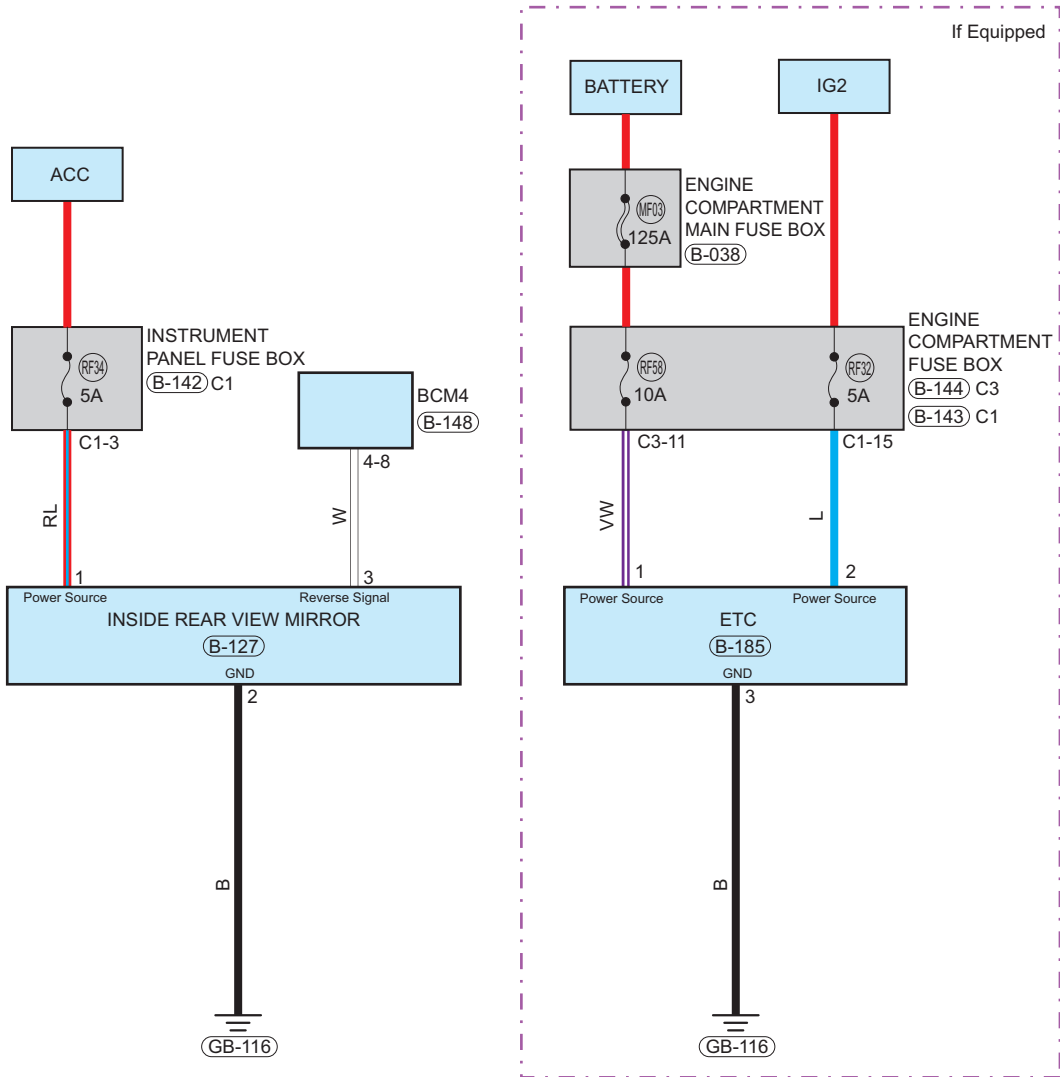 If Equipped
BATTERY
IG2
ACC
MF03
125A
ENGINE
COMPARTMENT
MAIN FUSE BOX
B-038
RF34
5A
INSTRUMENT
PANEL FUSE BOX
B-142 C1
C1-3
BCM4
B-148
4-8
RF58
10A
RF32
5A
ENGINE
COMPARTMENT
FUSE BOX
B-144 C3
B-143 C1
C3-11
C1-15
RL
W
VW
L
1
3
Power Source
Reverse Signal
INSIDE REAR VIEW MIRROR
B-127
GND
2
1
2
Power Source
Power Source
ETC
B-185
GND
3
B
B
GB-116
GB-116